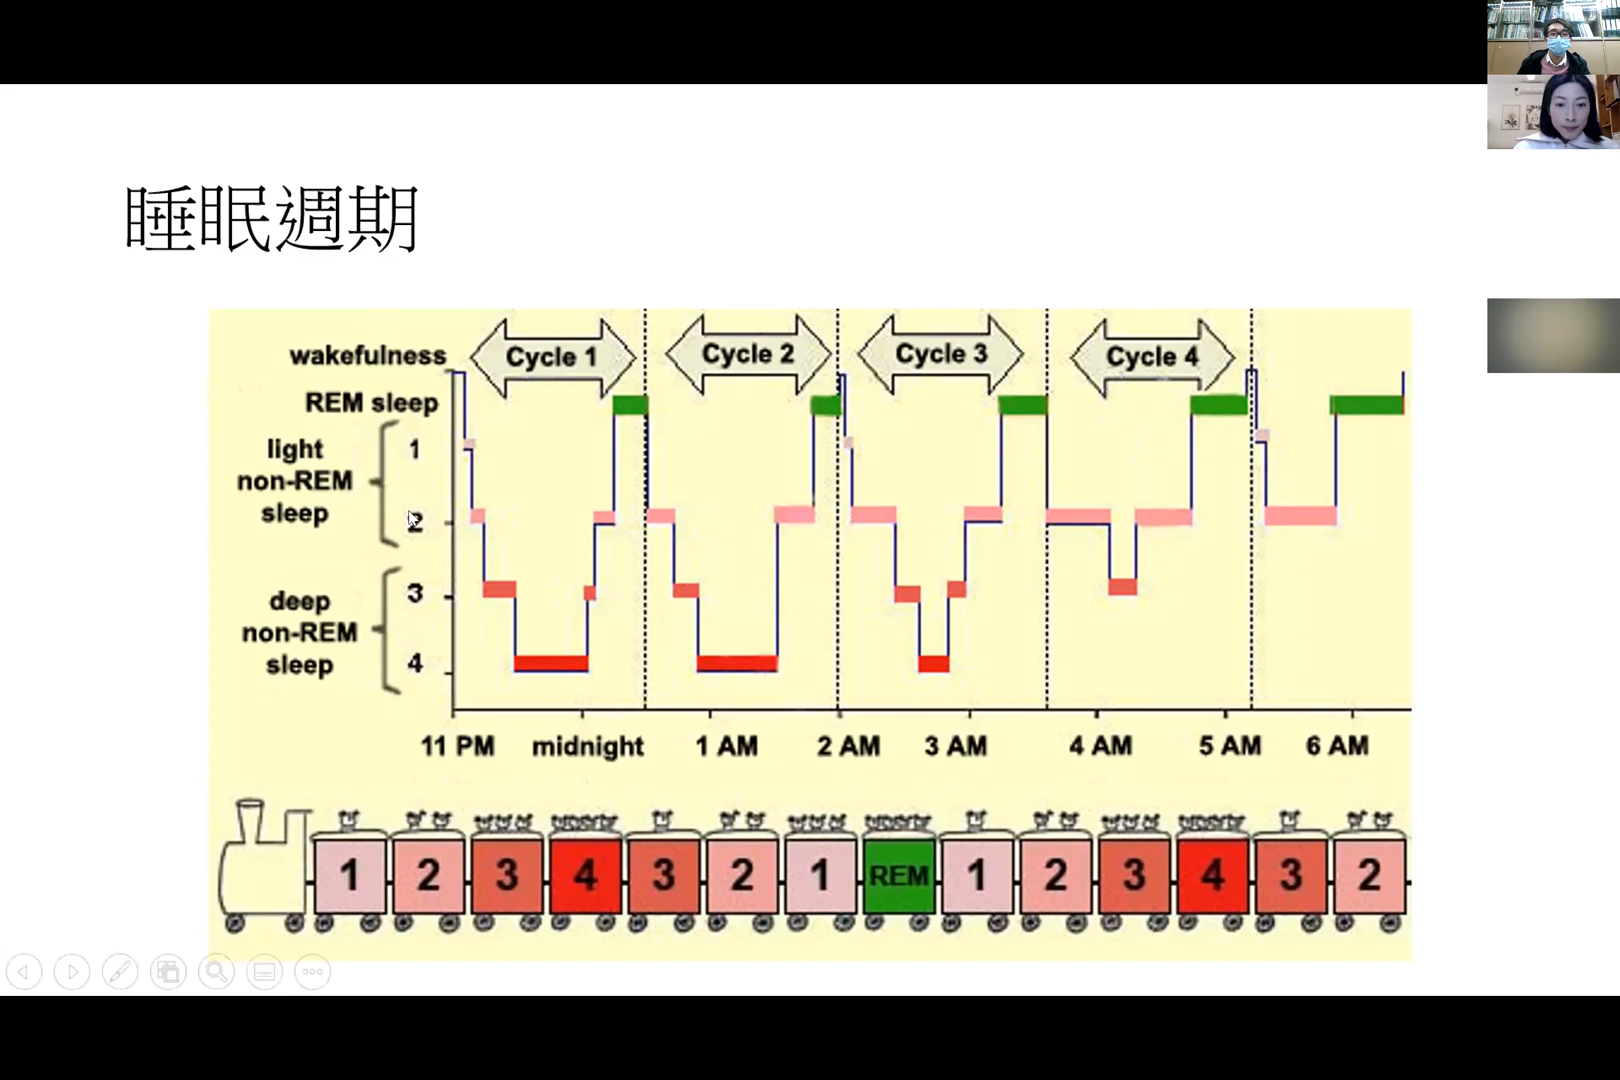 睡眠週期
Cycle 1
Cycle 2
Cycle 3
Cycle 4
wakefulness
REM sleep
light
non-REM
sleep
1
2
deep
non-REM
sleep
3
4
11 PM midnight 1 AM 2 AM 3 AM 4 AM 5 AM 6 AM
1 2 3 4 3 2 1 REM 1 2 3 4 3 2